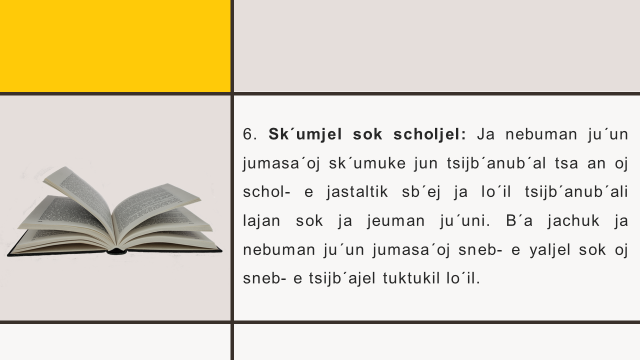 6. Sk´umjel sok scholjel: Ja nebuman ju´un
jumasa´oj sk´umuke jun tsijb´anub´al tsa an oj
schol- e jastaltik sb´ej ja lo´il tsijb´anub´ali
lajan sok ja jeuman ju´uni. B´a jachuk ja
nebuman ju´un jumasa´oj sneb- e yaljel sok oj
sneb- e tsijb´ajel tuktukil lo´il.